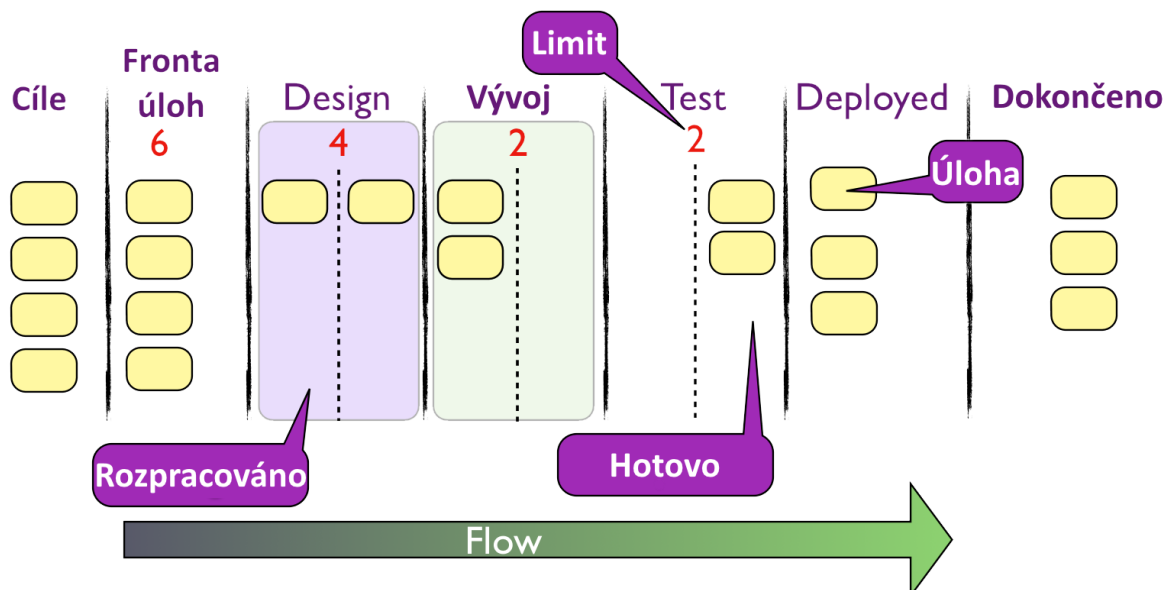 Limit
Cíle
Fronta
úloh
6
Design
4
Vývoj
2
Test
2
Deployed
Dokončeno
Úloha
Rozpracováno
Hotovo
Flow